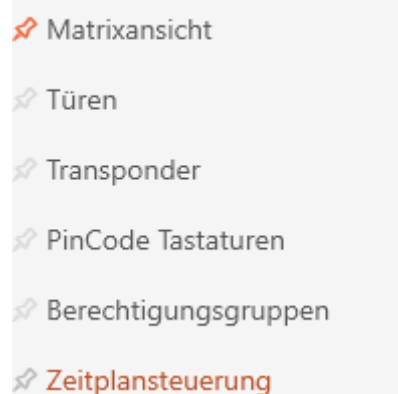 Matrixansicht
Türen
Transponder
PinCode Tastaturen
Berechtigungsgruppen
Zeitplansteuerung